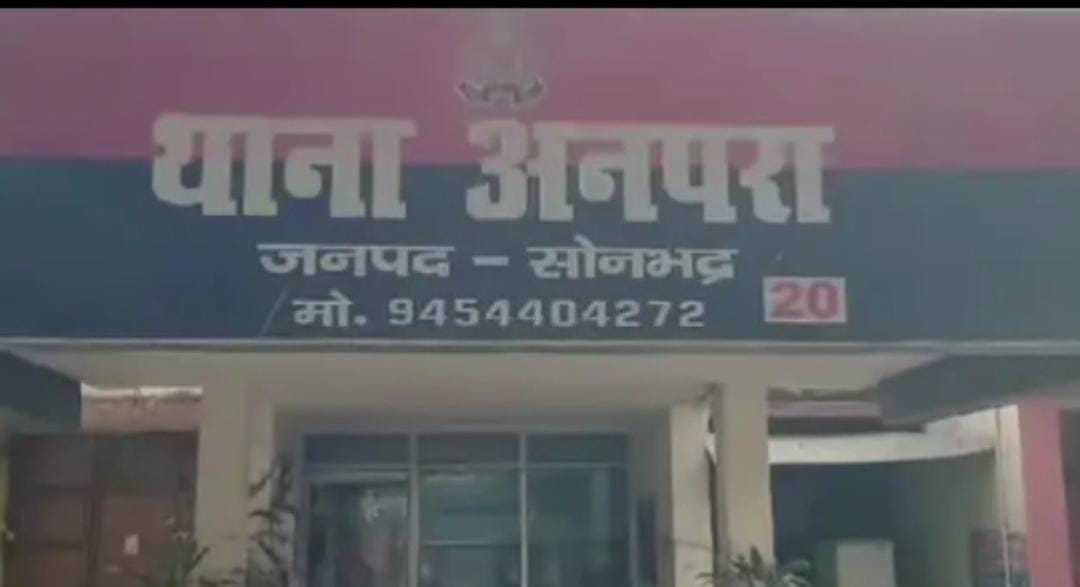 थाना अनपरा
जनपद - सोनभद्र
मो. 9454404272
20